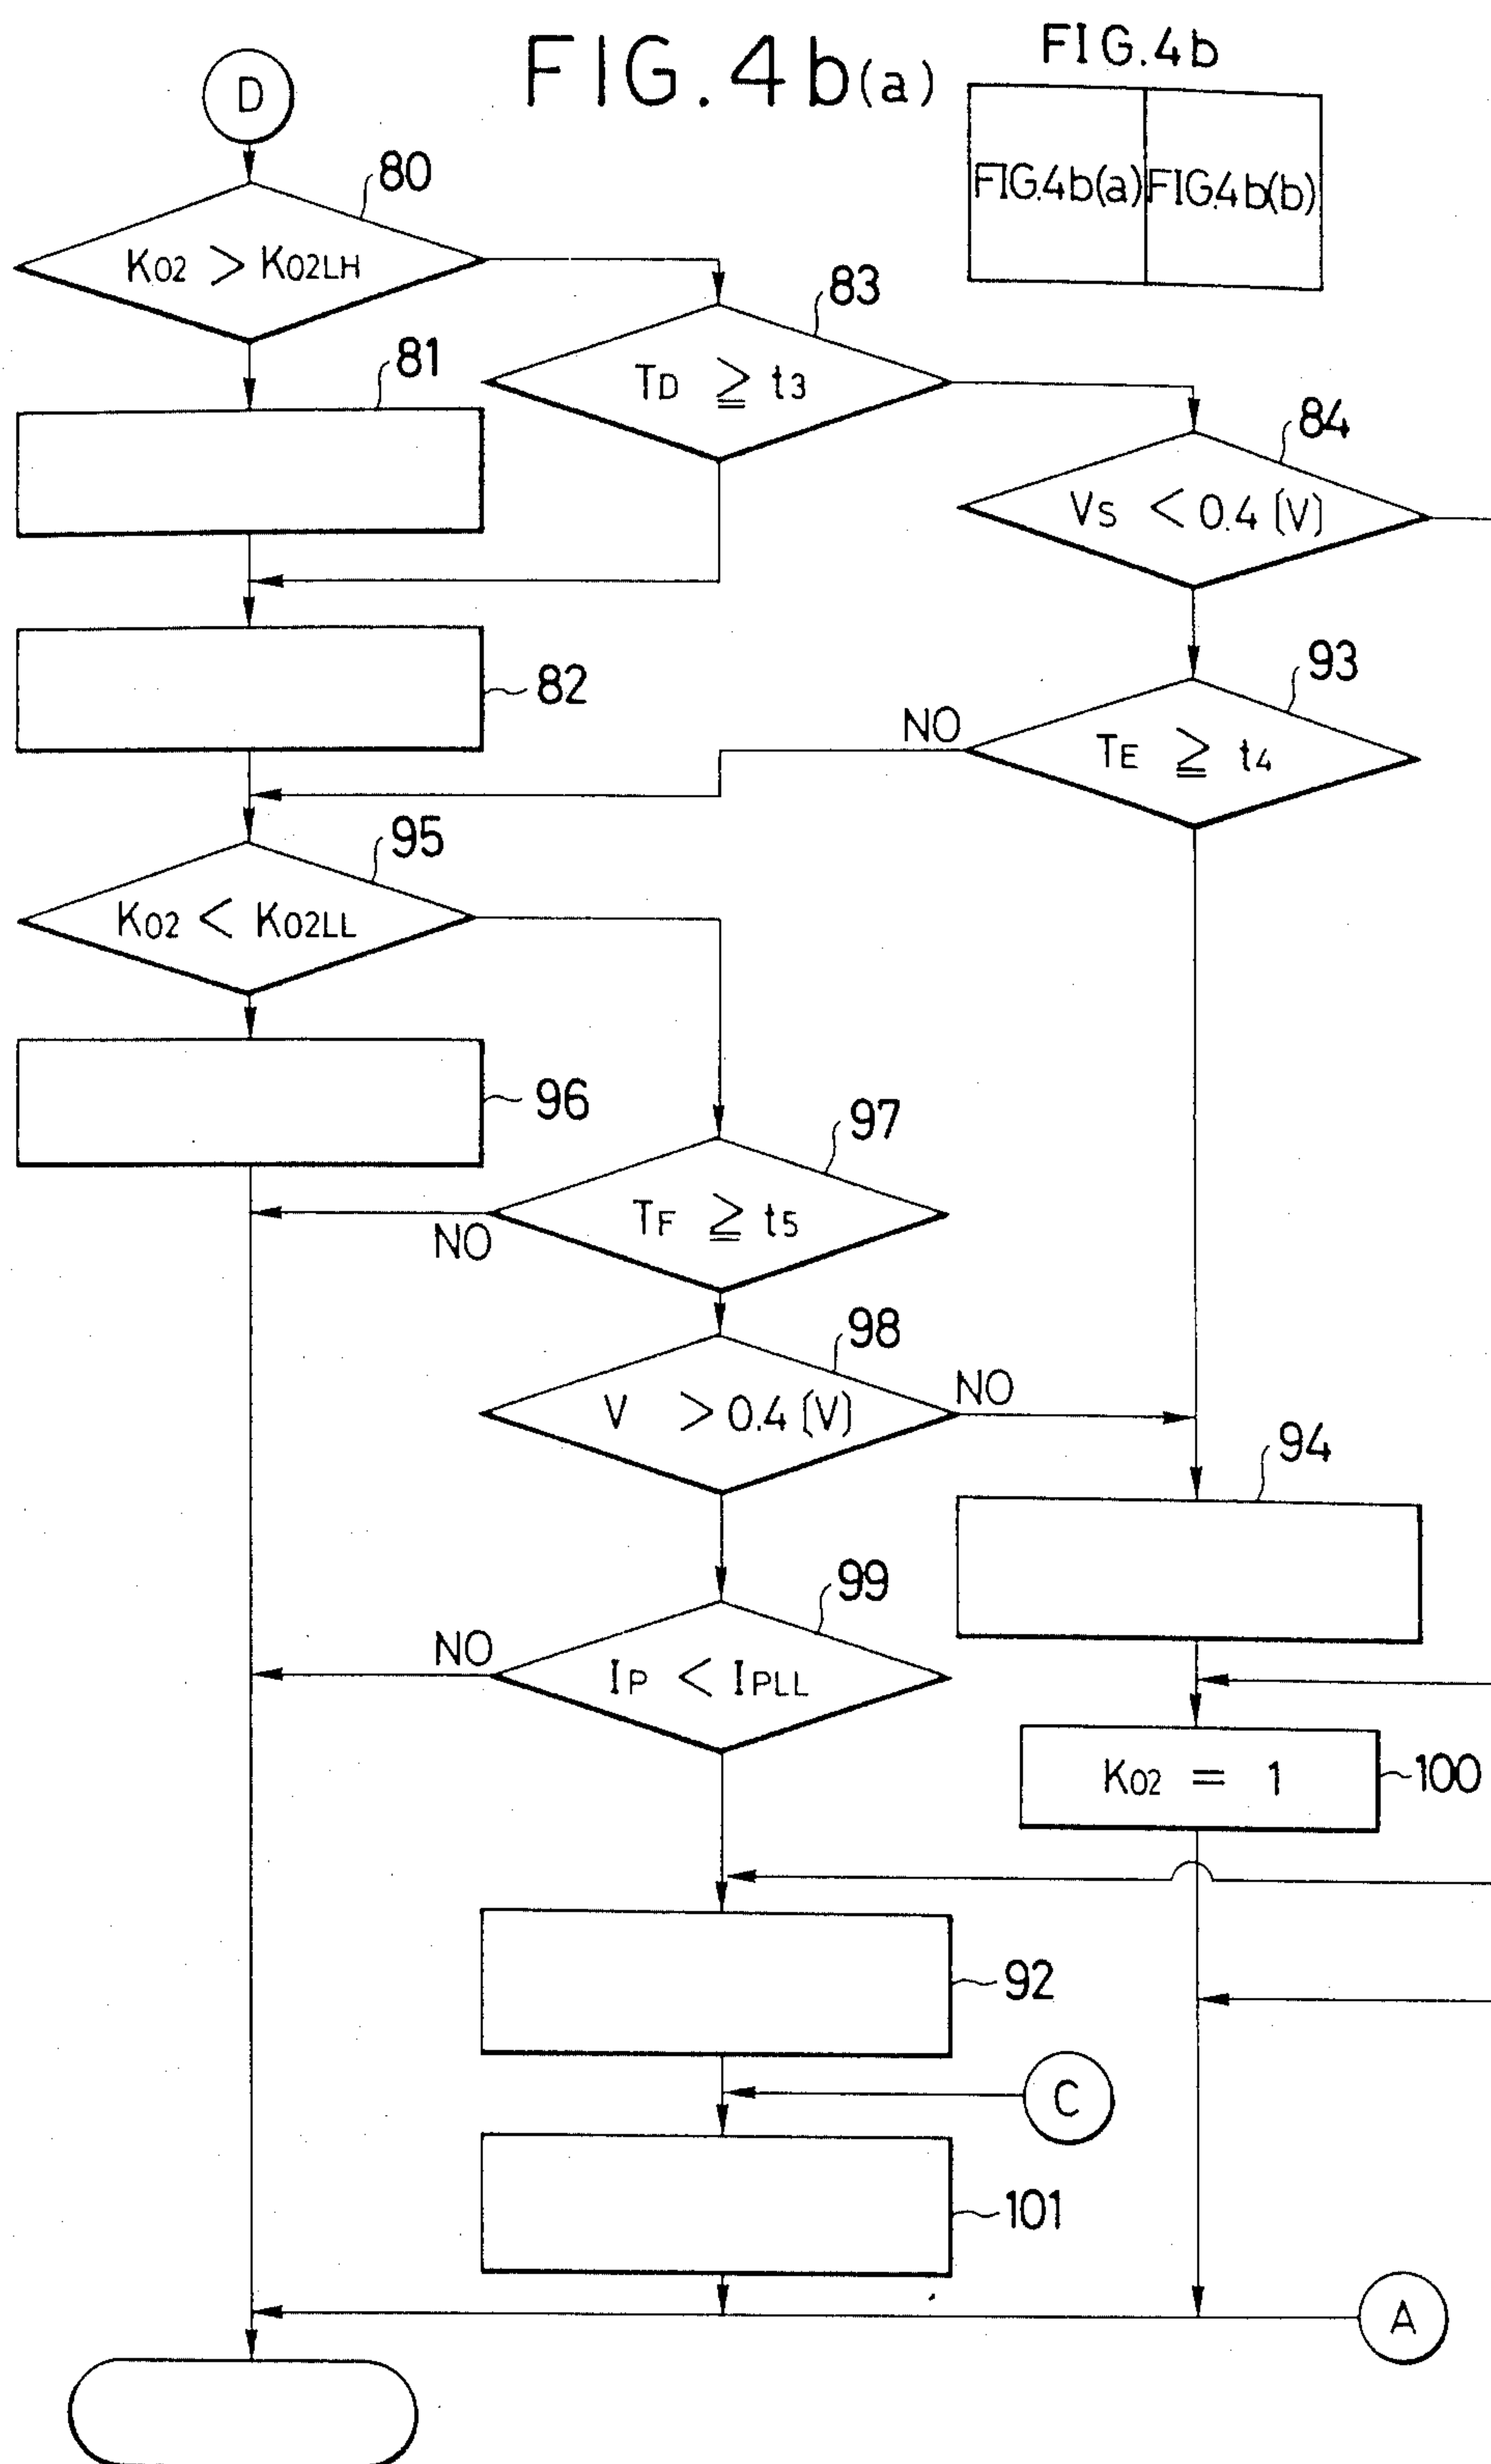 FIG.4b(a)
FIG.4b
FIG.4b(a)
FIG.4b(b)
D
80
KO2 > KO2LH
83
TD ≧ t3
81
84
VS < 0.4 (V)
82
93
NO
TE ≧ t4
95
KO2 < KO2LL
96
97
TF ≧ t5
NO
98
V > 0.4 (V)
NO
94
99
NO
IP < IPLL
KO2 = 1
100
92
C
101
A